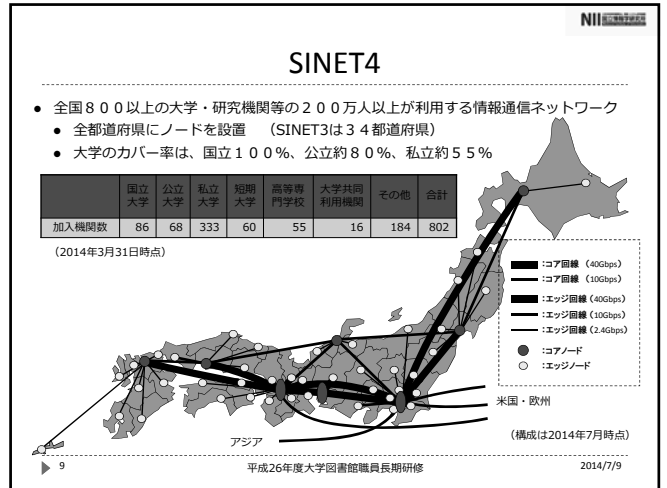 NII
SINET4
● 全国８００以上の大学・研究機関等の２００万人以上が利用する情報通信ネットワーク
● 全都道府県にノードを設置 （SINET3は３４都道府県）
● 大学のカバー率は、国立１００％、公立約８０％、私立約５５％
国立大学 公立大学 私立大学 短期大学 高等専門学校 大学共同利用機関 その他 合計
加入機関数 86 68 333 60 55 16 184 802
（2014年3月31日時点）
:コア回線 （40Gbps）
:コア回線 （10Gbps）
:エッジ回線（40Gbps）
:エッジ回線（10Gbps）
:エッジ回線（2.4Gbps）
:コアノード
:エッジノード
米国・欧州
アジア
（構成は2014年7月時点）
9 平成26年度大学図書館職員長期研修 2014/7/9